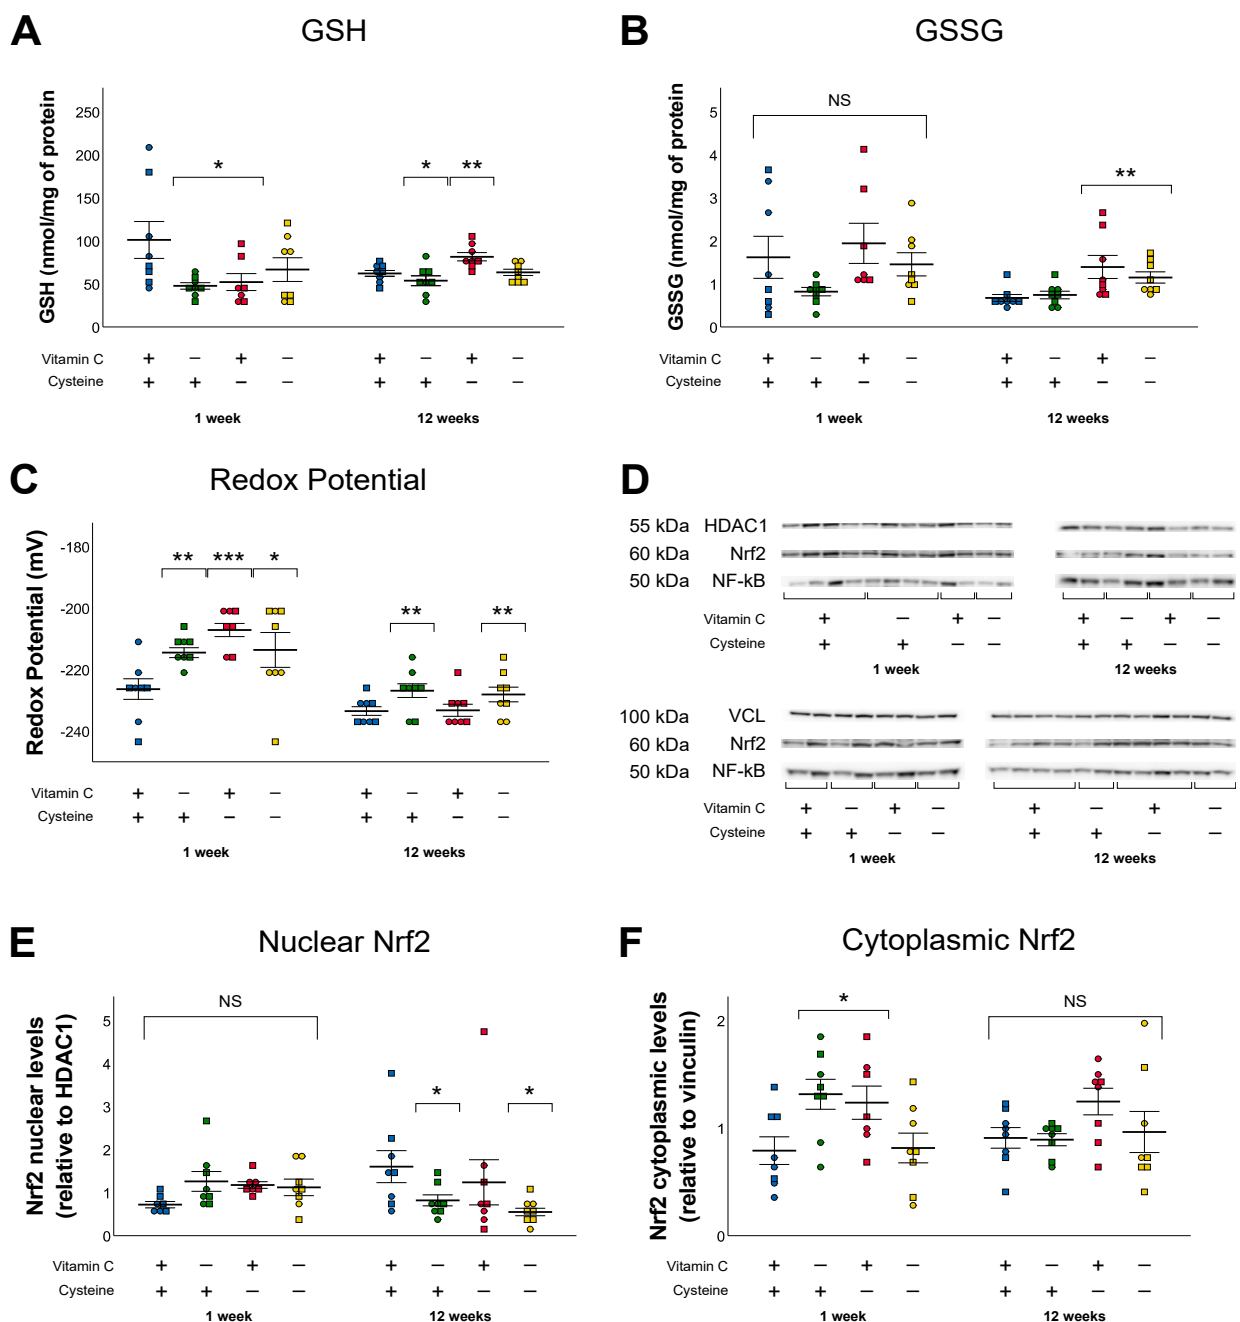 A
GSH
GSH (nmol/mg of protein
250
200
150
100
50
0
*
* **
Vitamin C + − + − + − + −
Cysteine + + − − + + − −
1 week 12 weeks
B
GSSG
GSSG (nmol/mg of protein
5
4
3
2
1
0
NS
**
Vitamin C + − + − + − + −
Cysteine + + − − + + − −
1 week 12 weeks
C
Redox Potential
Redox Potential (mV)
-180
-200
-220
-240
** *** *
** **
Vitamin C + − + − + − + −
Cysteine + + − − + + − −
1 week 12 weeks
D
55 kDa HDAC1
60 kDa Nrf2
50 kDa NF-kB
Vitamin C + − + − + − + −
Cysteine + + − − + + − −
1 week 12 weeks
100 kDa VCL
60 kDa Nrf2
50 kDa NF-kB
Vitamin C + − + − + − + −
Cysteine + + − − + + − −
1 week 12 weeks
E
Nuclear Nrf2
Nrf2 nuclear levels
(relative to HDAC1)
5
4
3
2
1
0
NS
* *
Vitamin C + − + − + − + −
Cysteine + + − − + + − −
1 week 12 weeks
F
Cytoplasmic Nrf2
Nrf2 cytoplasmic levels
(relative to vinculin)
2
1
0
*
NS
Vitamin C + − + − + − + −
Cysteine + + − − + + − −
1 week 12 weeks